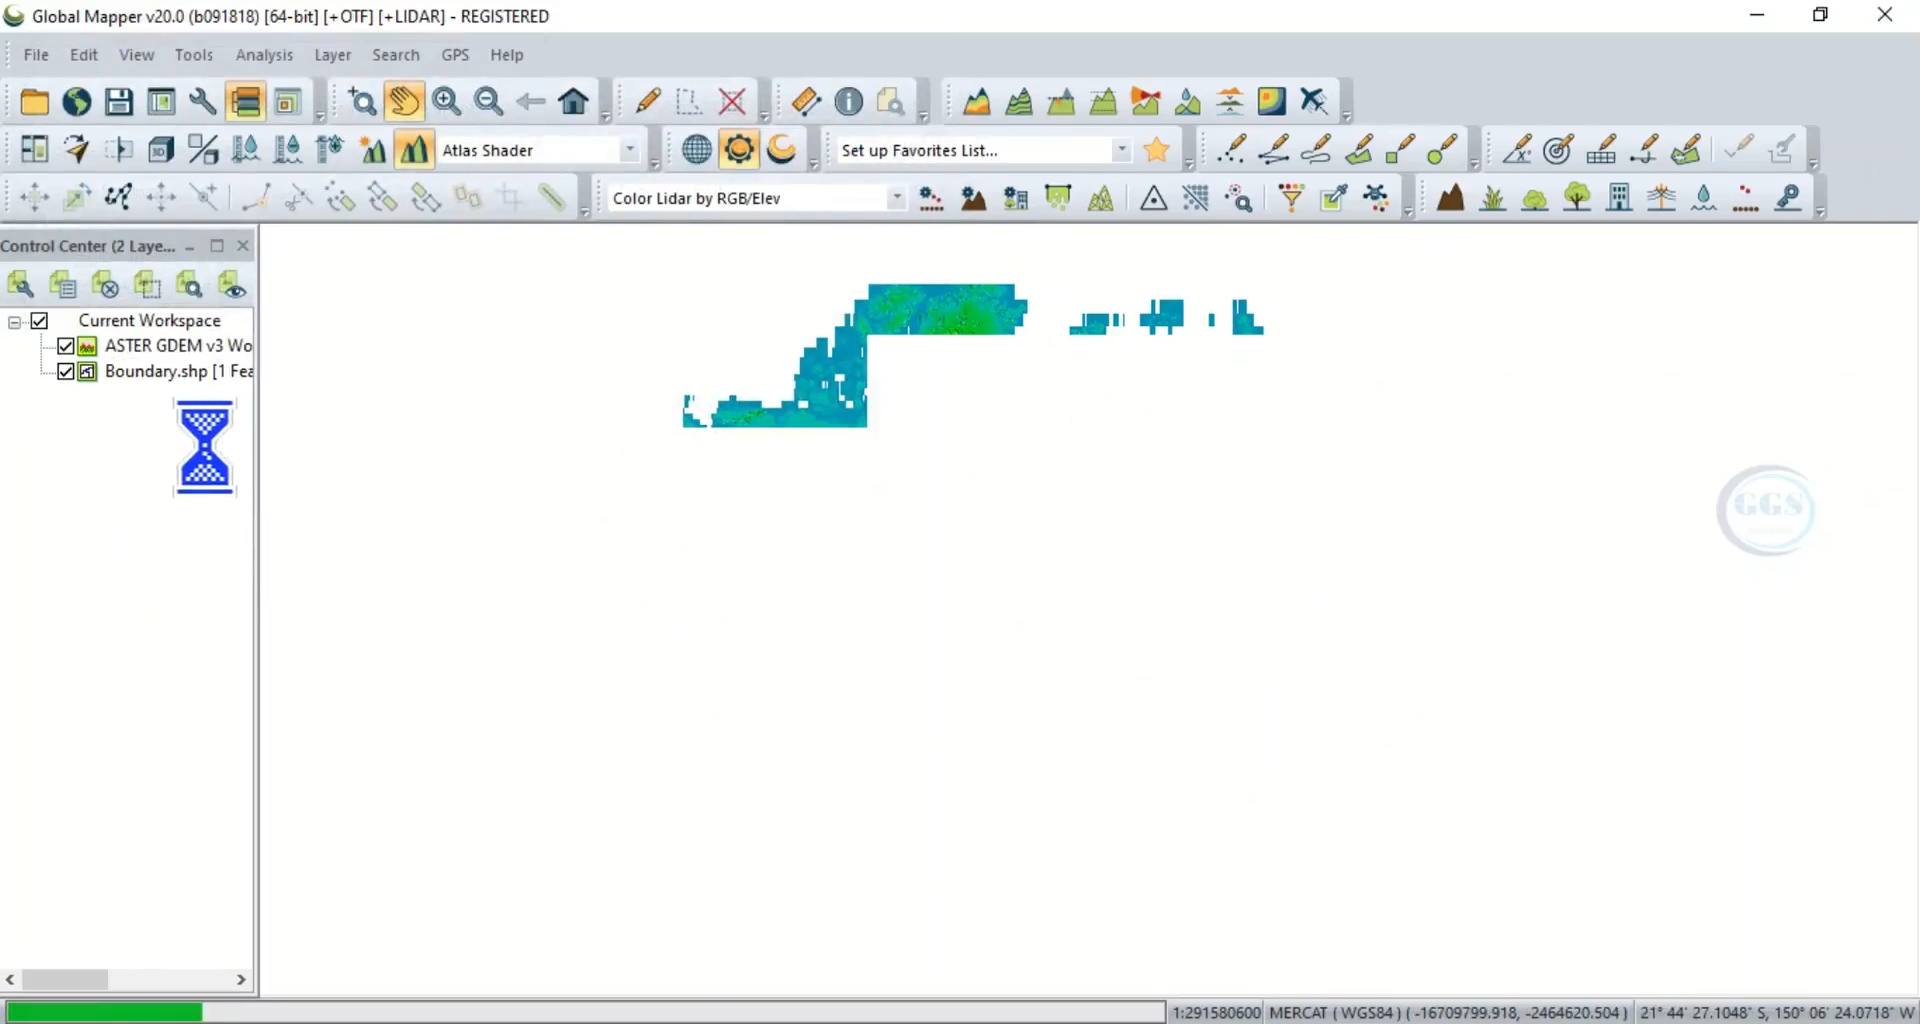 Global Mapper v20.0 (b091818) [64-bit] [+OTF] [+LIDAR] - REGISTERED
File Edit View Tools Analysis Layer Search GPS Help
Atlas Shader
Set up Favorites List...
Color Lidar by RGB/Elev
Control Center (2 Laye...
Current Workspace
ASTER GDEM v3 Wo
Boundary.shp [1 Fea
3D
GGS
1:291580600 MERCAT ( WGS84 ) ( -16709799.918, -2464620.504 ) 21° 44' 27.1048" S, 150° 06' 24.0718" W